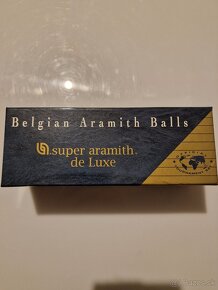 Belgian Aramith Balls
super aramith
de Luxe